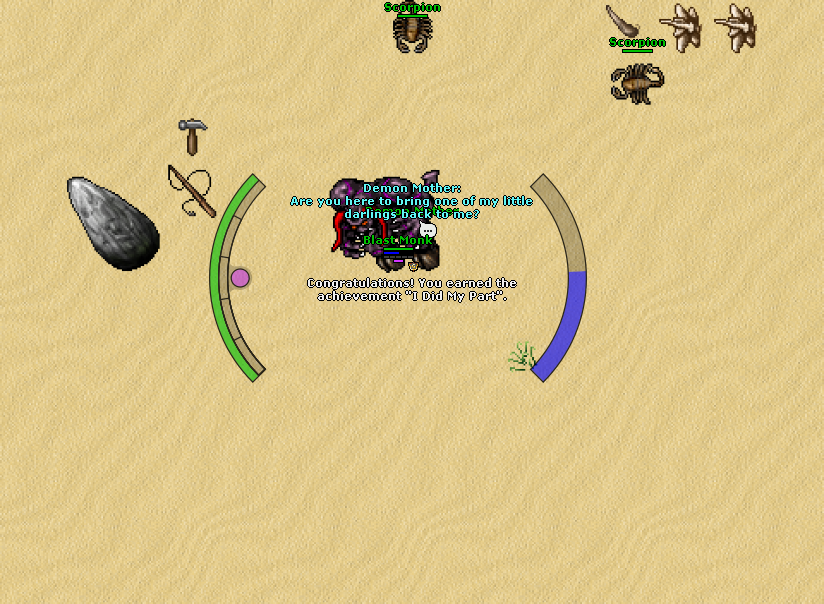 Scorpion
Scorpion
Demon Mother:
Are you here to bring one of my little
darlings back to me?
Blast Monk
...
Congratulations! You earned the
achievement "I Did My Part".